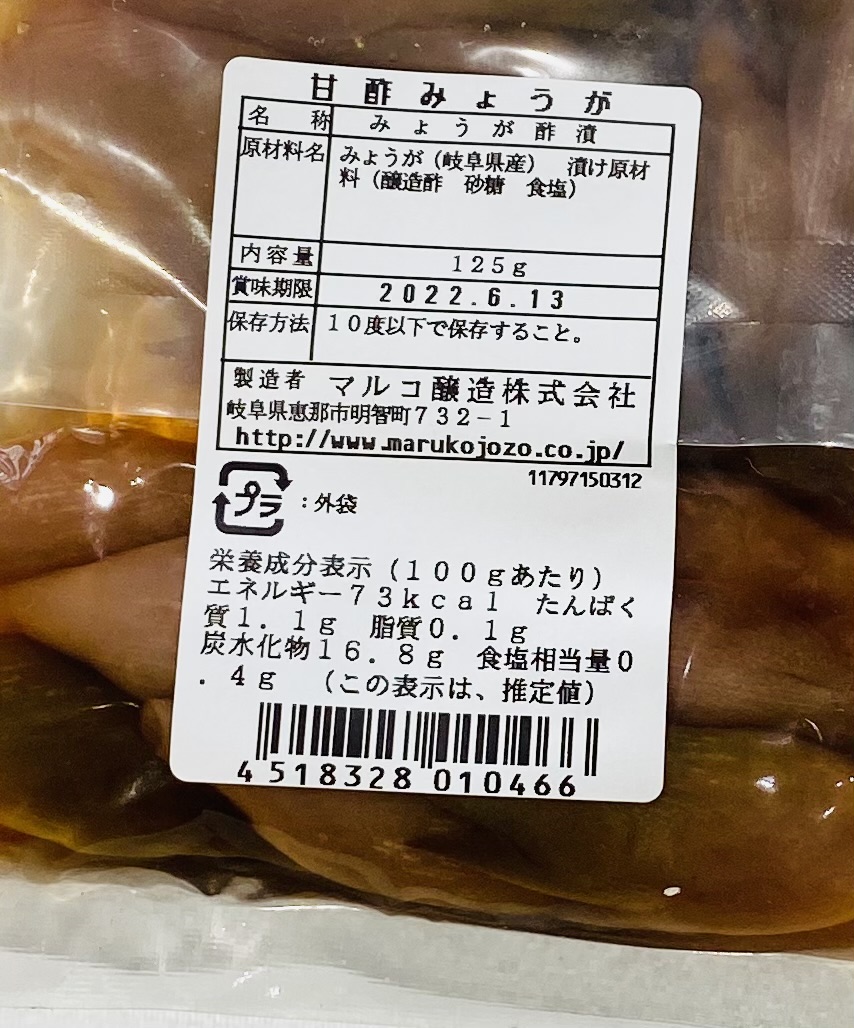 甘酢みょうが
名称 みょうが酢漬
原材料名 みょうが（岐阜県産）　漬け原材
料（醸造酢　砂糖　食塩）
内容量 125g
賞味期限 2022.6.13
保存方法 10度以下で保存すること。
製造者 マルコ醸造株式会社
岐阜県恵那市明智町732-1
http://www.marukojozo.co.jp/
11797150312
プラ：外袋
栄養成分表示（100gあたり）
エネルギー73kcal　たんぱく
質1.1g　脂質0.1g
炭水化物16.8g　食塩相当量0
.4g　（この表示は、推定値）
4518328010466